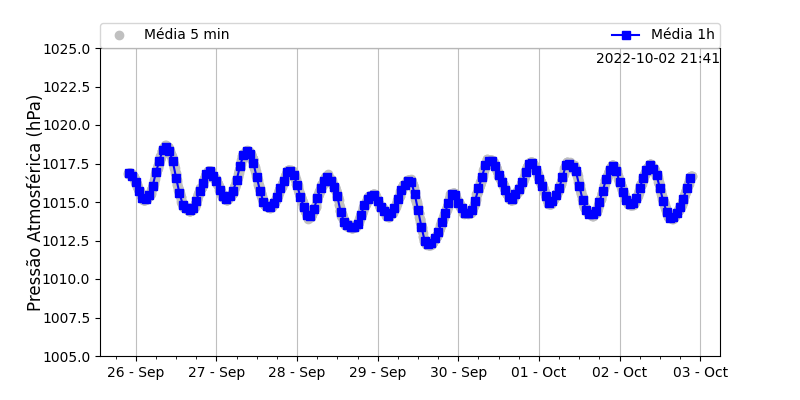 Média 5 min
Média 1h
2022-10-02 21:41
Pressão Atmosférica (hPa)
1025.0
1022.5
1020.0
1017.5
1015.0
1012.5
1010.0
1007.5
1005.0
26 - Sep
27 - Sep
28 - Sep
29 - Sep
30 - Sep
01 - Oct
02 - Oct
03 - Oct